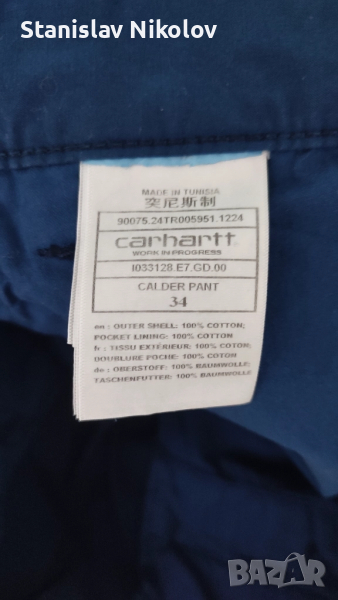 Stanislav Nikolov
MADE IN TUNISIA
突尼斯制
90075.24TR005951.1224
carhartt
WORK IN PROGRESS
I033128.E7.GD.00
CALDER PANT
34
en : OUTER SHELL: 100% COTTON;
POCKET LINING: 100% COTTON
fr : TISSU EXTÉRIEUR: 100% COTON;
DOUBLURE POCHE: 100% COTON
de : OBERSTOFF: 100% BAUMWOLLE;
TASCHENFUTTER: 100% BAUMWOLLE
BAZAR